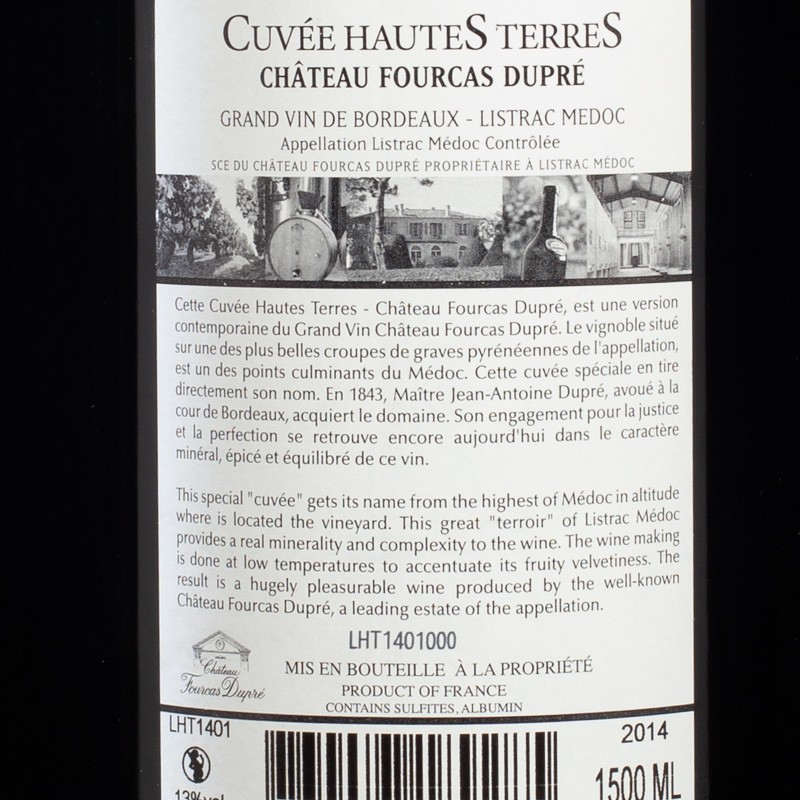 CUVÉE HAUTES TERRES
CHÂTEAU FOURCAS DUPRÉ
GRAND VIN DE BORDEAUX - LISTRAC MEDOC
Appellation Listrac Médoc Contrôlée
SCE DU CHÂTEAU FOURCAS DUPRÉ PROPRIÉTAIRE À LISTRAC MÉDOC
Cette Cuvée Hautes Terres - Château Fourcas Dupré, est une version
contemporaine du Grand Vin Château Fourcas Dupré. Le vignoble situé
sur une des plus belles croupes de graves pyrénéennes de l'appellation,
est un des points culminants du Médoc. Cette cuvée spéciale en tire
directement son nom. En 1843, Maître Jean-Antoine Dupré, avoué à la
cour de Bordeaux, acquiert le domaine. Son engagement pour la justice
et la perfection se retrouve encore aujourd'hui dans le caractère
minéral, épicé et équilibré de ce vin.
This special "cuvée" gets its name from the highest of Médoc in altitude
where is located the vineyard. This great "terroir" of Listrac Médoc
provides a real minerality and complexity to the wine. The wine making
is done at low temperatures to accentuate its fruity velvetiness. The
result is a hugely pleasurable wine produced by the well-known
Château Fourcas Dupré, a leading estate of the appellation.
LHT1401000
Château
Fourcas Dupré
MIS EN BOUTEILLE À LA PROPRIÉTÉ
PRODUCT OF FRANCE
CONTAINS SULFITES, ALBUMIN
LHT1401
2014
13% vol
1500 ML